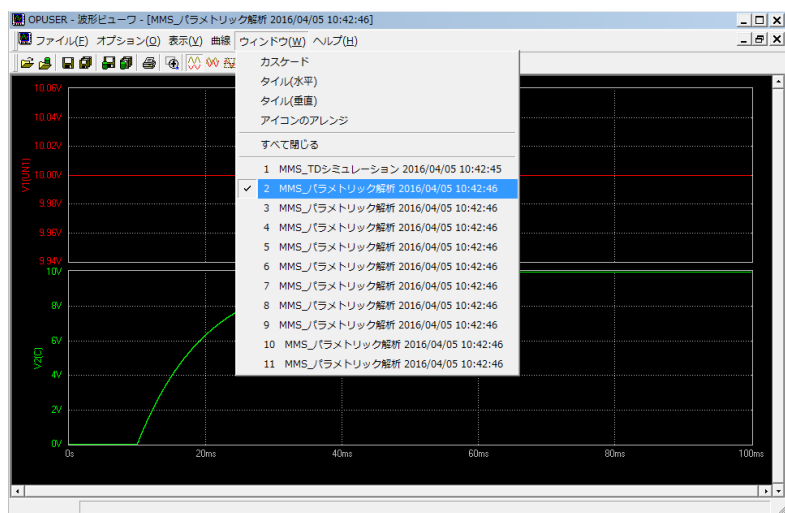 OPUSER - 波形ビューワ - [MMS_パラメトリック解析 2016/04/05 10:42:46]
ファイル(F) オプション(O) 表示(V) 曲線 ウィンドウ(W) ヘルプ(H)
カスケード
タイル(水平)
タイル(垂直)
アイコンのアレンジ
すべて閉じる
1 MMS_TDシミュレーション 2016/04/05 10:42:45
2 MMS_パラメトリック解析 2016/04/05 10:42:46
3 MMS_パラメトリック解析 2016/04/05 10:42:46
4 MMS_パラメトリック解析 2016/04/05 10:42:46
5 MMS_パラメトリック解析 2016/04/05 10:42:46
6 MMS_パラメトリック解析 2016/04/05 10:42:46
7 MMS_パラメトリック解析 2016/04/05 10:42:46
8 MMS_パラメトリック解析 2016/04/05 10:42:46
9 MMS_パラメトリック解析 2016/04/05 10:42:46
10 MMS_パラメトリック解析 2016/04/05 10:42:46
11 MMS_パラメトリック解析 2016/04/05 10:42:46
V1(UN1)
10.06V
10.04V
10.02V
10.00V
9.98V
9.96V
9.94V
V2(C)
10V
8V
6V
4V
2V
0V
0s 20ms 40ms 60ms 80ms 100ms